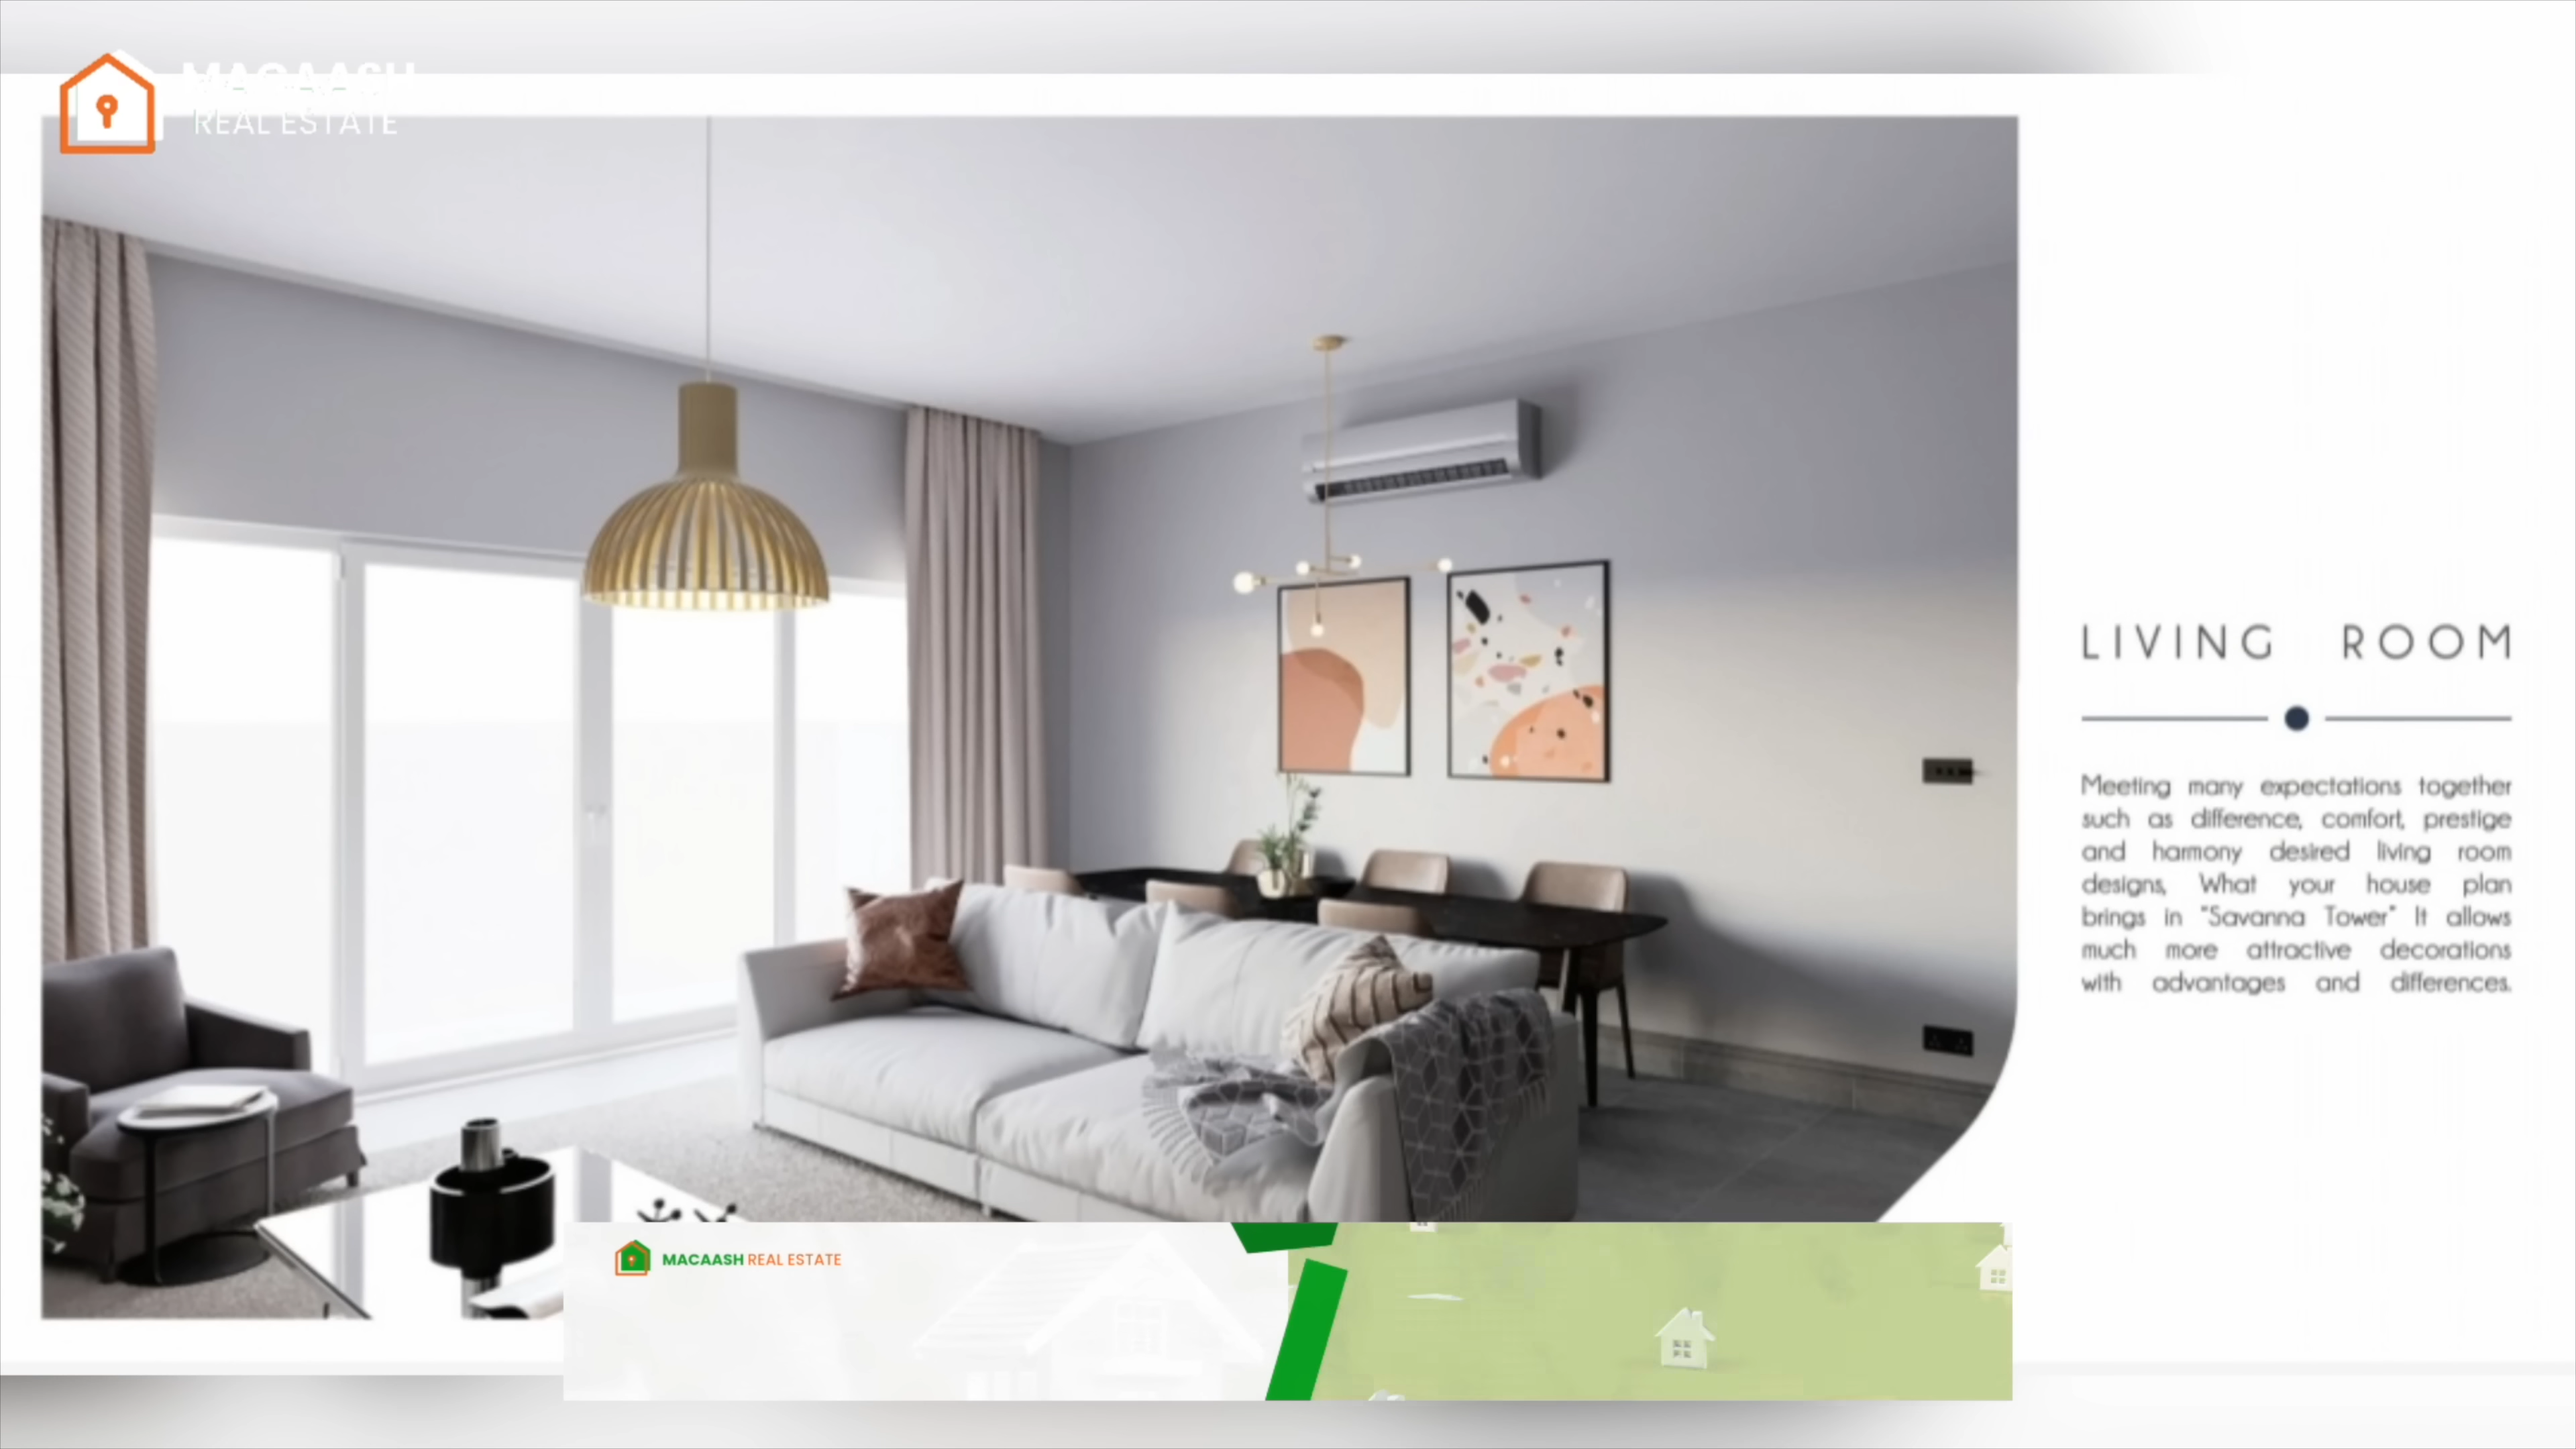 MACAASH
REAL ESTATE
LIVING ROOM
Meeting many expectations together
such as difference, comfort, prestige
and harmony desired living room
designs, What your house plan
brings in "Savanna Tower" It allows
much more attractive decorations
with advantages and differences.
MACAASH REAL ESTATE